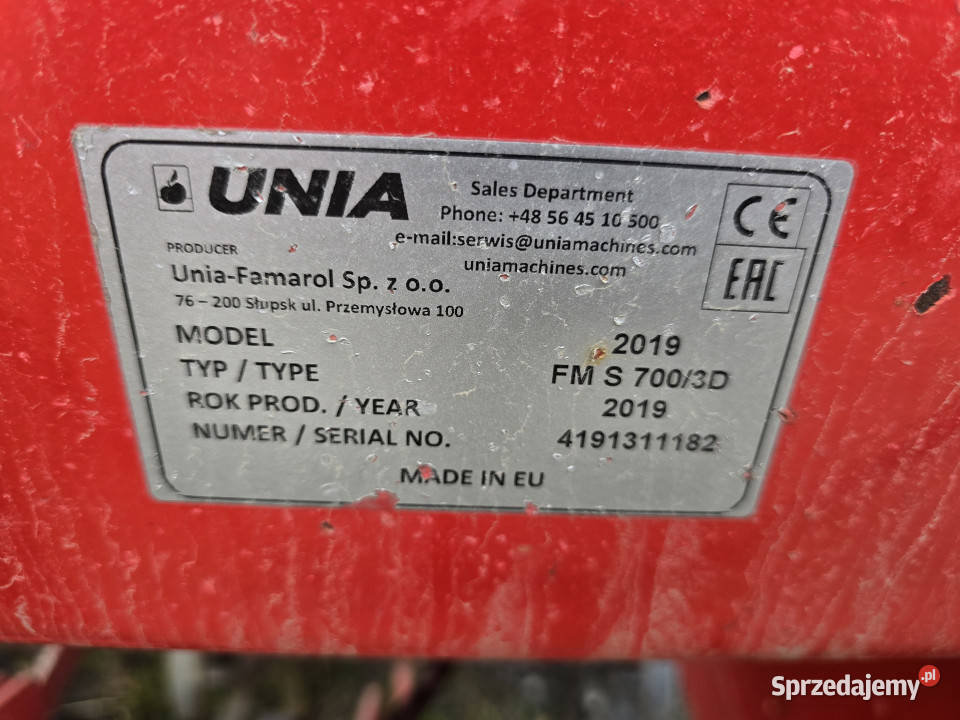 UNIA
Sales Department
Phone: +48 56 45 10 500
e-mail:serwis@uniamachines.com
uniamachines.com
CE
EAC
PRODUCER
Unia-Famarol Sp. z o.o.
76 – 200 Słupsk ul. Przemysłowa 100
MODEL 2019
TYP / TYPE FM S 700/3D
ROK PROD. / YEAR 2019
NUMER / SERIAL NO. 4191311182
MADE IN EU
Sprzedajemy.pl